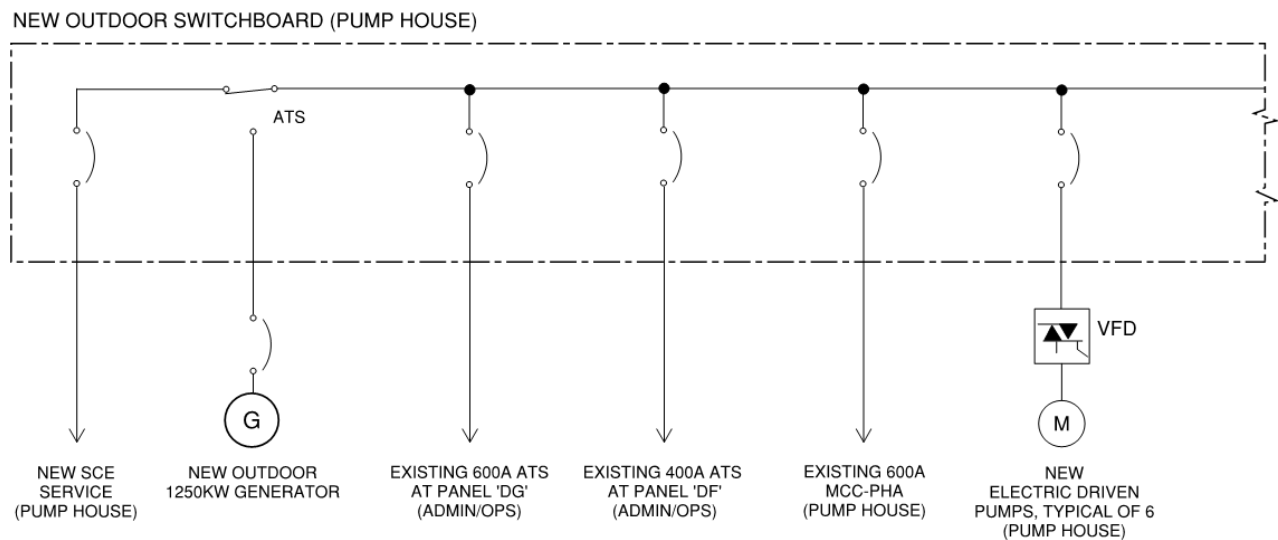 NEW OUTDOOR SWITCHBOARD (PUMP HOUSE)
ATS
VFD
G
M
NEW SCE
SERVICE
(PUMP HOUSE)
NEW OUTDOOR
1250KW GENERATOR
EXISTING 600A ATS
AT PANEL 'DG'
(ADMIN/OPS)
EXISTING 400A ATS
AT PANEL 'DF'
(ADMIN/OPS)
EXISTING 600A
MCC-PHA
(PUMP HOUSE)
NEW
ELECTRIC DRIVEN
PUMPS, TYPICAL OF 6
(PUMP HOUSE)